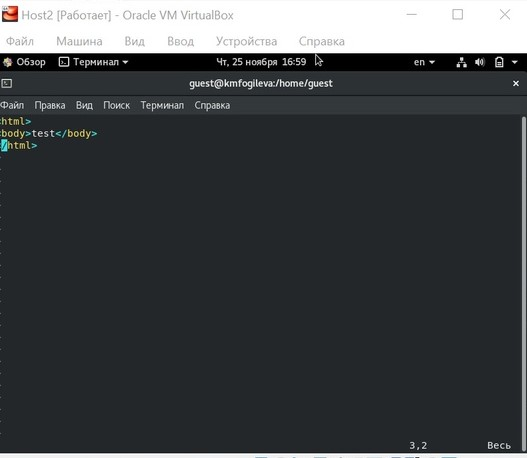 Host2 [Работает] - Oracle VM VirtualBox
Файл Машина Вид Ввод Устройства Справка
Обзор Терминал Чт, 25 ноября 16:59 en
guest@kmfogileva:/home/guest
Файл Правка Вид Поиск Терминал Справка
<html>
<body>test</body>
</html>
3,2 Весь